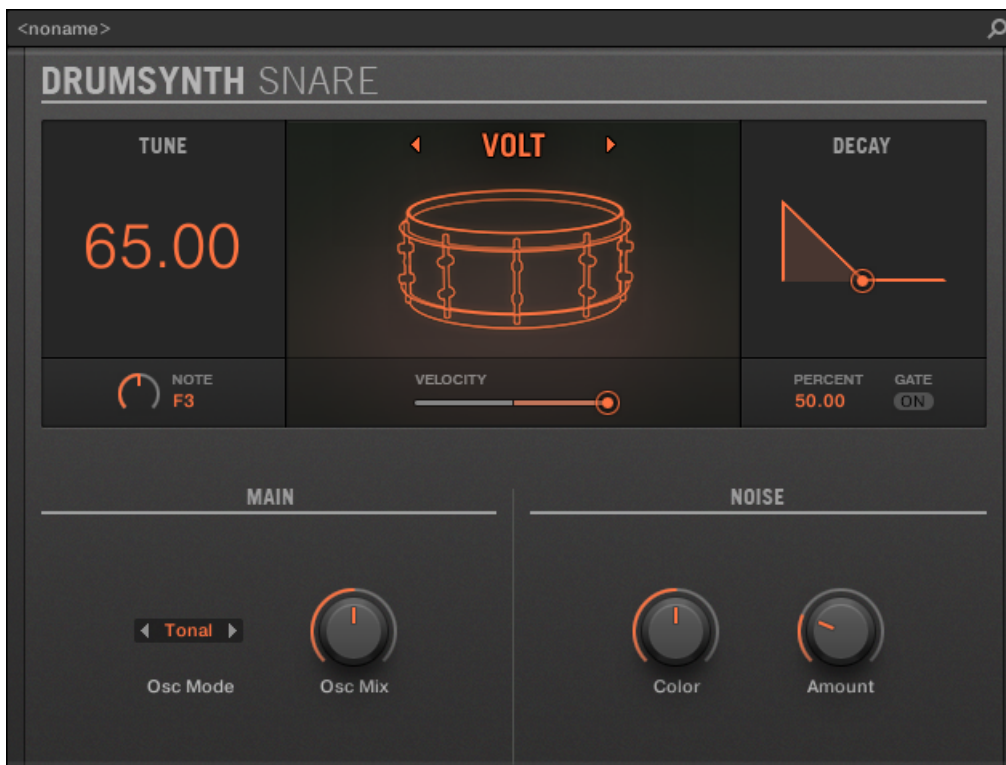 <noname>
DRUMSYNTH SNARE
TUNE
VOLT
DECAY
65.00
NOTE
F3
VELOCITY
PERCENT
50.00
GATE
ON
MAIN
NOISE
Tonal
Osc Mode
Osc Mix
Color
Amount